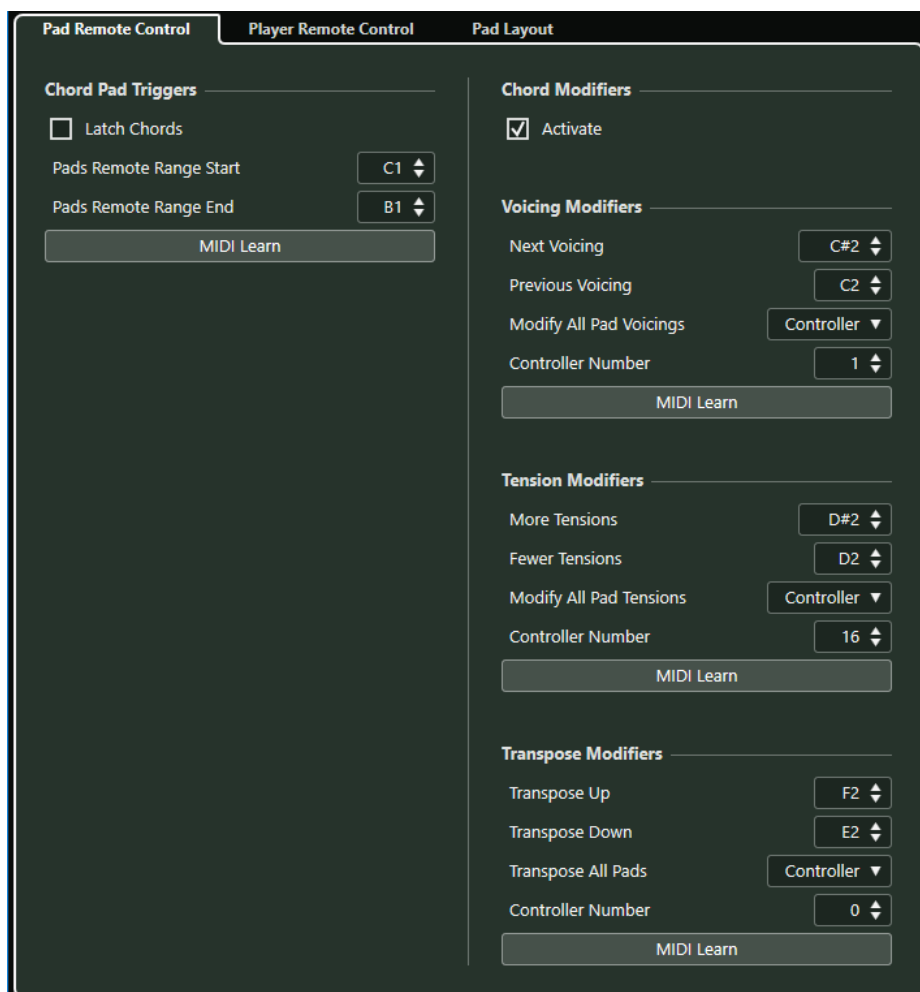 Pad Remote Control Player Remote Control Pad Layout
Chord Pad Triggers
Latch Chords
Pads Remote Range Start C1
Pads Remote Range End B1
MIDI Learn
Chord Modifiers
Activate
Voicing Modifiers
Next Voicing C#2
Previous Voicing C2
Modify All Pad Voicings Controller
Controller Number 1
MIDI Learn
Tension Modifiers
More Tensions D#2
Fewer Tensions D2
Modify All Pad Tensions Controller
Controller Number 16
MIDI Learn
Transpose Modifiers
Transpose Up F2
Transpose Down E2
Transpose All Pads Controller
Controller Number 0
MIDI Learn